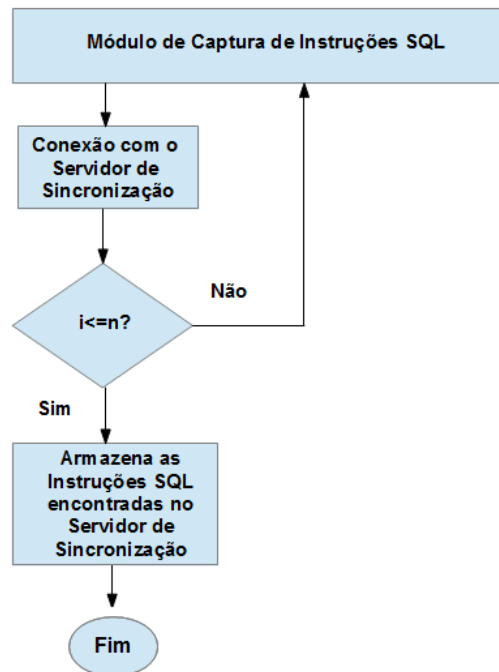 Módulo de Captura de Instruções SQL
Conexão com o
Servidor de
Sincronização
Não
i<=n?
Sim
Armazena as
Instruções SQL
encontradas no
Servidor de
Sincronização
Fim